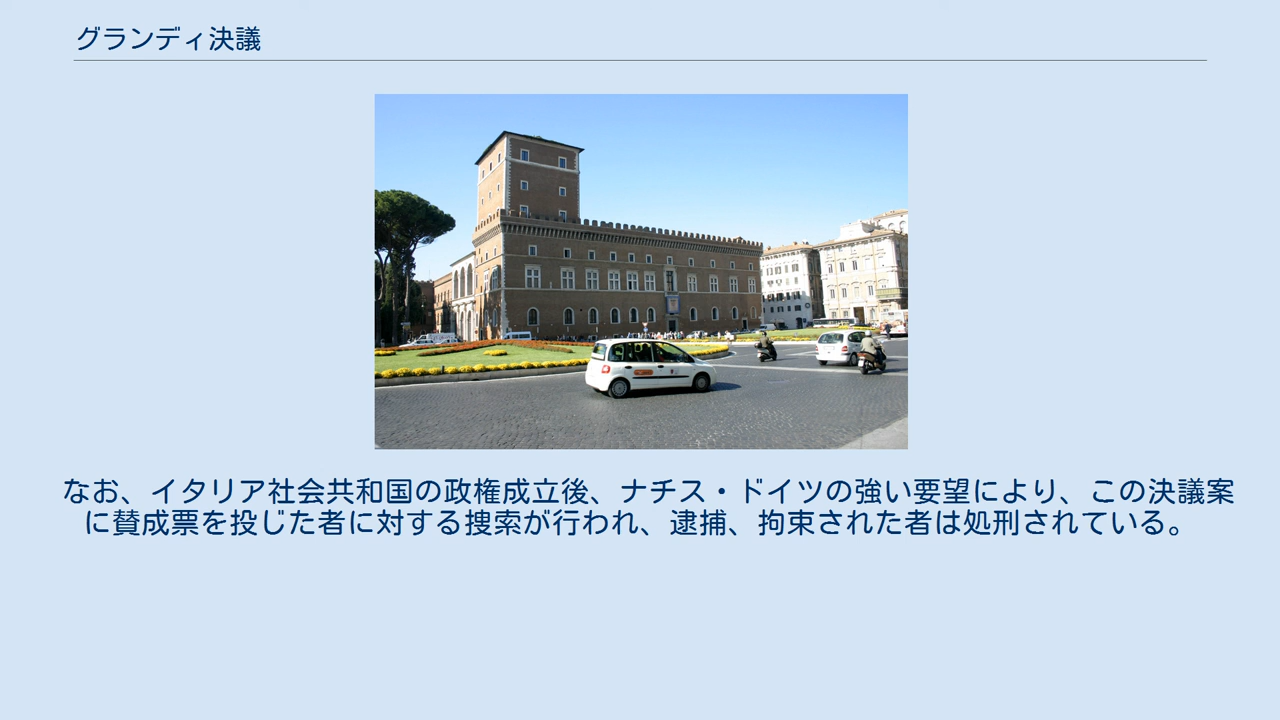 グランディ決議
なお、イタリア社会共和国の政権成立後、ナチス・ドイツの強い要望により、この決議案
に賛成票を投じた者に対する捜索が行われ、逮捕、拘束された者は処刑されている。